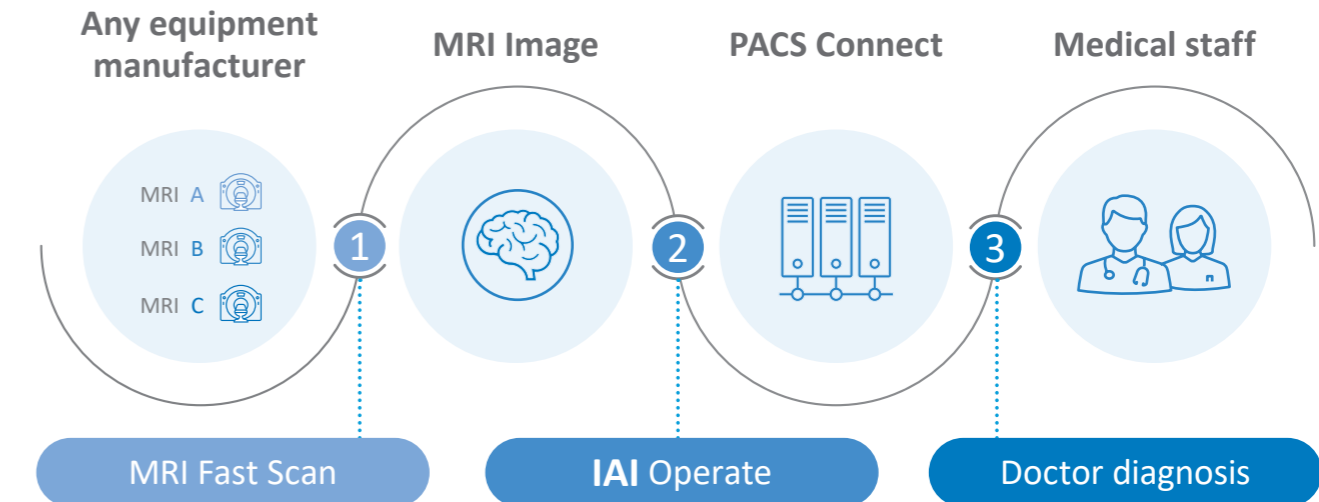 Any equipment
manufacturer
MRI Image
PACS Connect
Medical staff
MRI A
MRI B
MRI C
1
2
3
MRI Fast Scan
IAI Operate
Doctor diagnosis